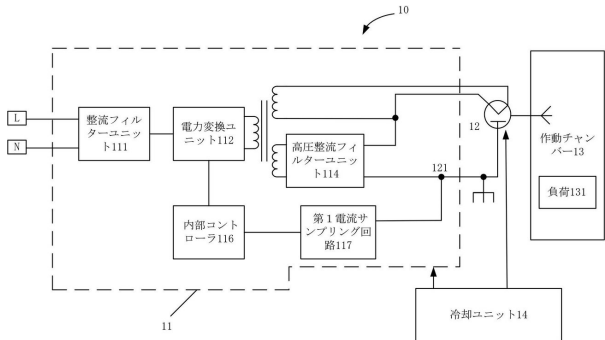 10
L
N
整流フィル
ターユニッ
ト111
電力変換ユ
ニット112
高圧整流フィ
ルターユニッ
ト114
12
121
作動チャン
バー13
負荷131
内部コント
ローラ116
第１電流サ
ンプリング回
路117
11
冷却ユニット14